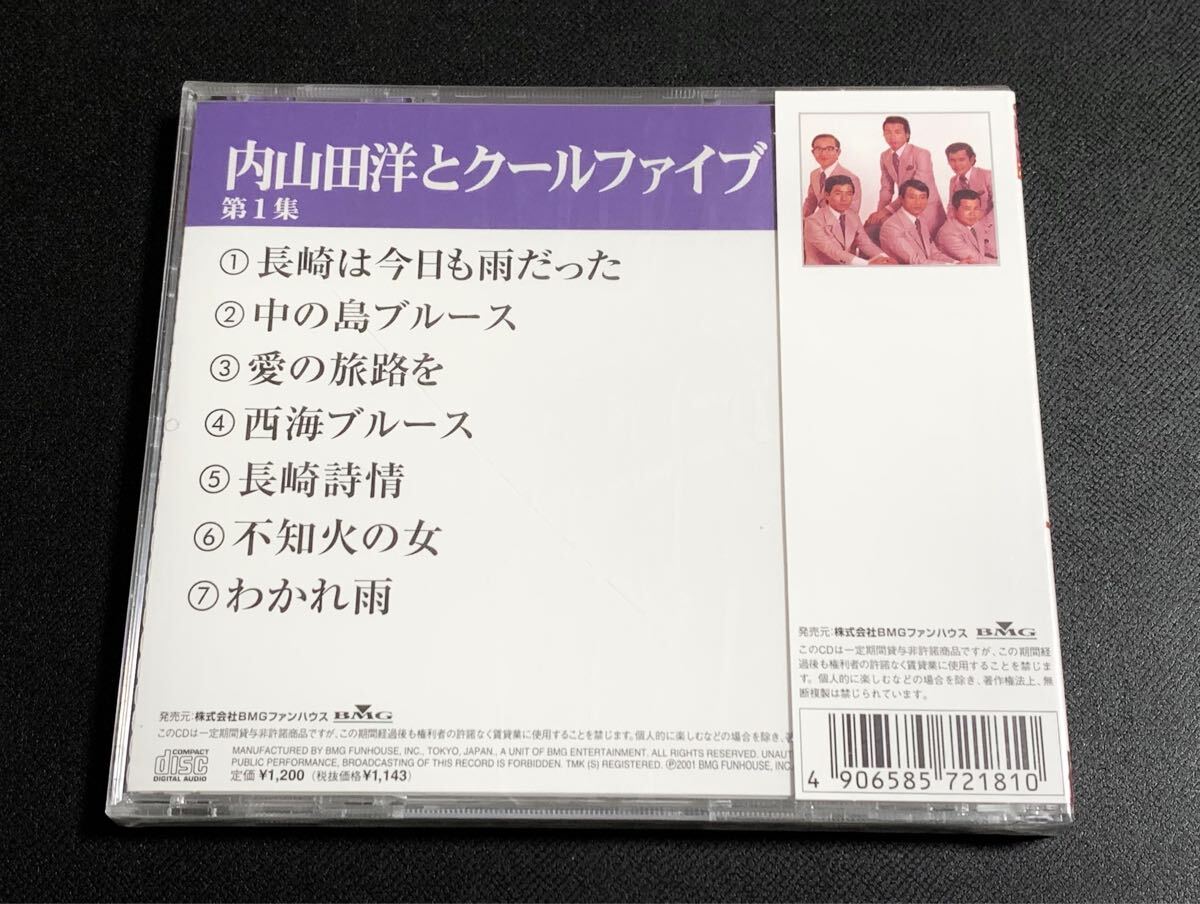 内山田洋とクールファイブ
第1集
①長崎は今日も雨だった
②中の島ブルース
③愛の旅路を
④西海ブルース
⑤長崎詩情
⑥不知火の女
⑦わかれ雨
発売元:株式会社BMGファンハウス BMG
このCDは一定期間貸与非許諾商品ですが、この期間経過後も権利者の許諾なく賃貸業に使用することを禁じます。個人的に楽しむなどの場合を除き、
COMPACT
disc
DIGITAL AUDIO
MANUFACTURED BY BMG FUNHOUSE, INC., TOKYO, JAPAN., A UNIT OF BMG ENTERTAINMENT. ALL RIGHTS RESERVED. UNAUT
PUBLIC PERFORMANCE, BROADCASTING OF THIS RECORD IS FORBIDDEN. TMK (S) REGISTERED. Ⓟ2001 BMG FUNHOUSE, INC.
定価 ¥1,200 (税抜価格¥1,143)
発売元:株式会社BMGファンハウス BMG
このCDは一定期間貸与非許諾商品ですが、この期間経
過後も権利者の許諾なく賃貸業に使用することを禁じま
す。個人的に楽しむなどの場合を除き、著作権法上、無
断複製は禁じられています。
4 906585 721810